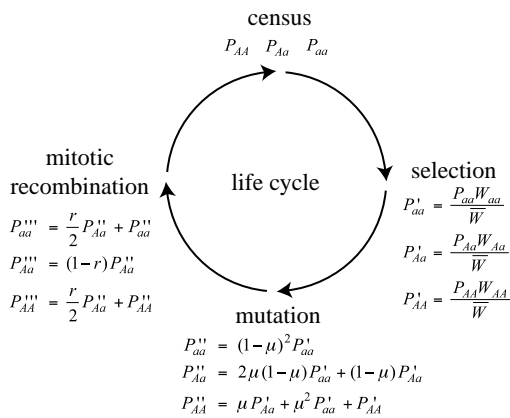 census
P_AA P_Aa P_aa
life cycle
selection
P'_aa = P_aa W_aa / W̅
P'_Aa = P_Aa W_Aa / W̅
P'_AA = P_AA W_AA / W̅
mutation
P''_aa = (1−μ)² P'_aa
P''_Aa = 2μ(1−μ)P'_aa + (1−μ)P'_Aa
P''_AA = μP'_Aa + μ² P'_aa + P'_AA
mitotic
recombination
P'''_aa = r/2 P''_Aa + P''_aa
P'''_Aa = (1−r)P''_Aa
P'''_AA = r/2 P''_Aa + P''_AA